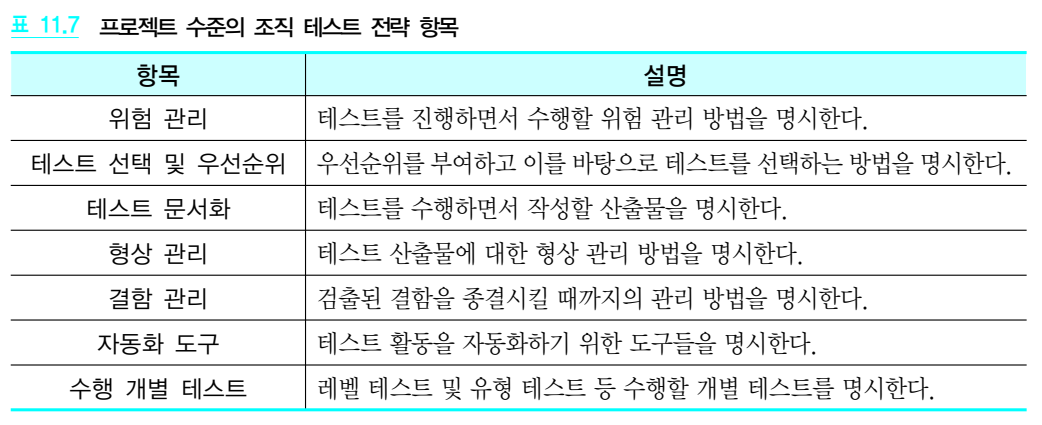 표 11.7 프로젝트 수준의 조직 테스트 전략 항목
항목 설명
위험 관리 테스트를 진행하면서 수행할 위험 관리 방법을 명시한다.
테스트 선택 및 우선순위 우선순위를 부여하고 이를 바탕으로 테스트를 선택하는 방법을 명시한다.
테스트 문서화 테스트를 수행하면서 작성할 산출물을 명시한다.
형상 관리 테스트 산출물에 대한 형상 관리 방법을 명시한다.
결함 관리 검출된 결함을 종결시킬 때까지의 관리 방법을 명시한다.
자동화 도구 테스트 활동을 자동화하기 위한 도구들을 명시한다.
수행 개별 테스트 레벨 테스트 및 유형 테스트 등 수행할 개별 테스트를 명시한다.